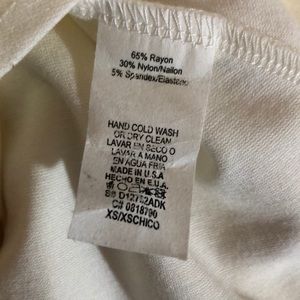 65% Rayon
30% Nylon/Nailon
5% Spandex/Elastano
HAND COLD WASH
OR DRY CLEAN
LAVAR EN SECO O
LAVAR A MANO
EN AGUA FRIA
MADE IN U.S.A
HECHO EN E.U.A.
S# D12752ADK
C# 0818790
XS/XSCHICO